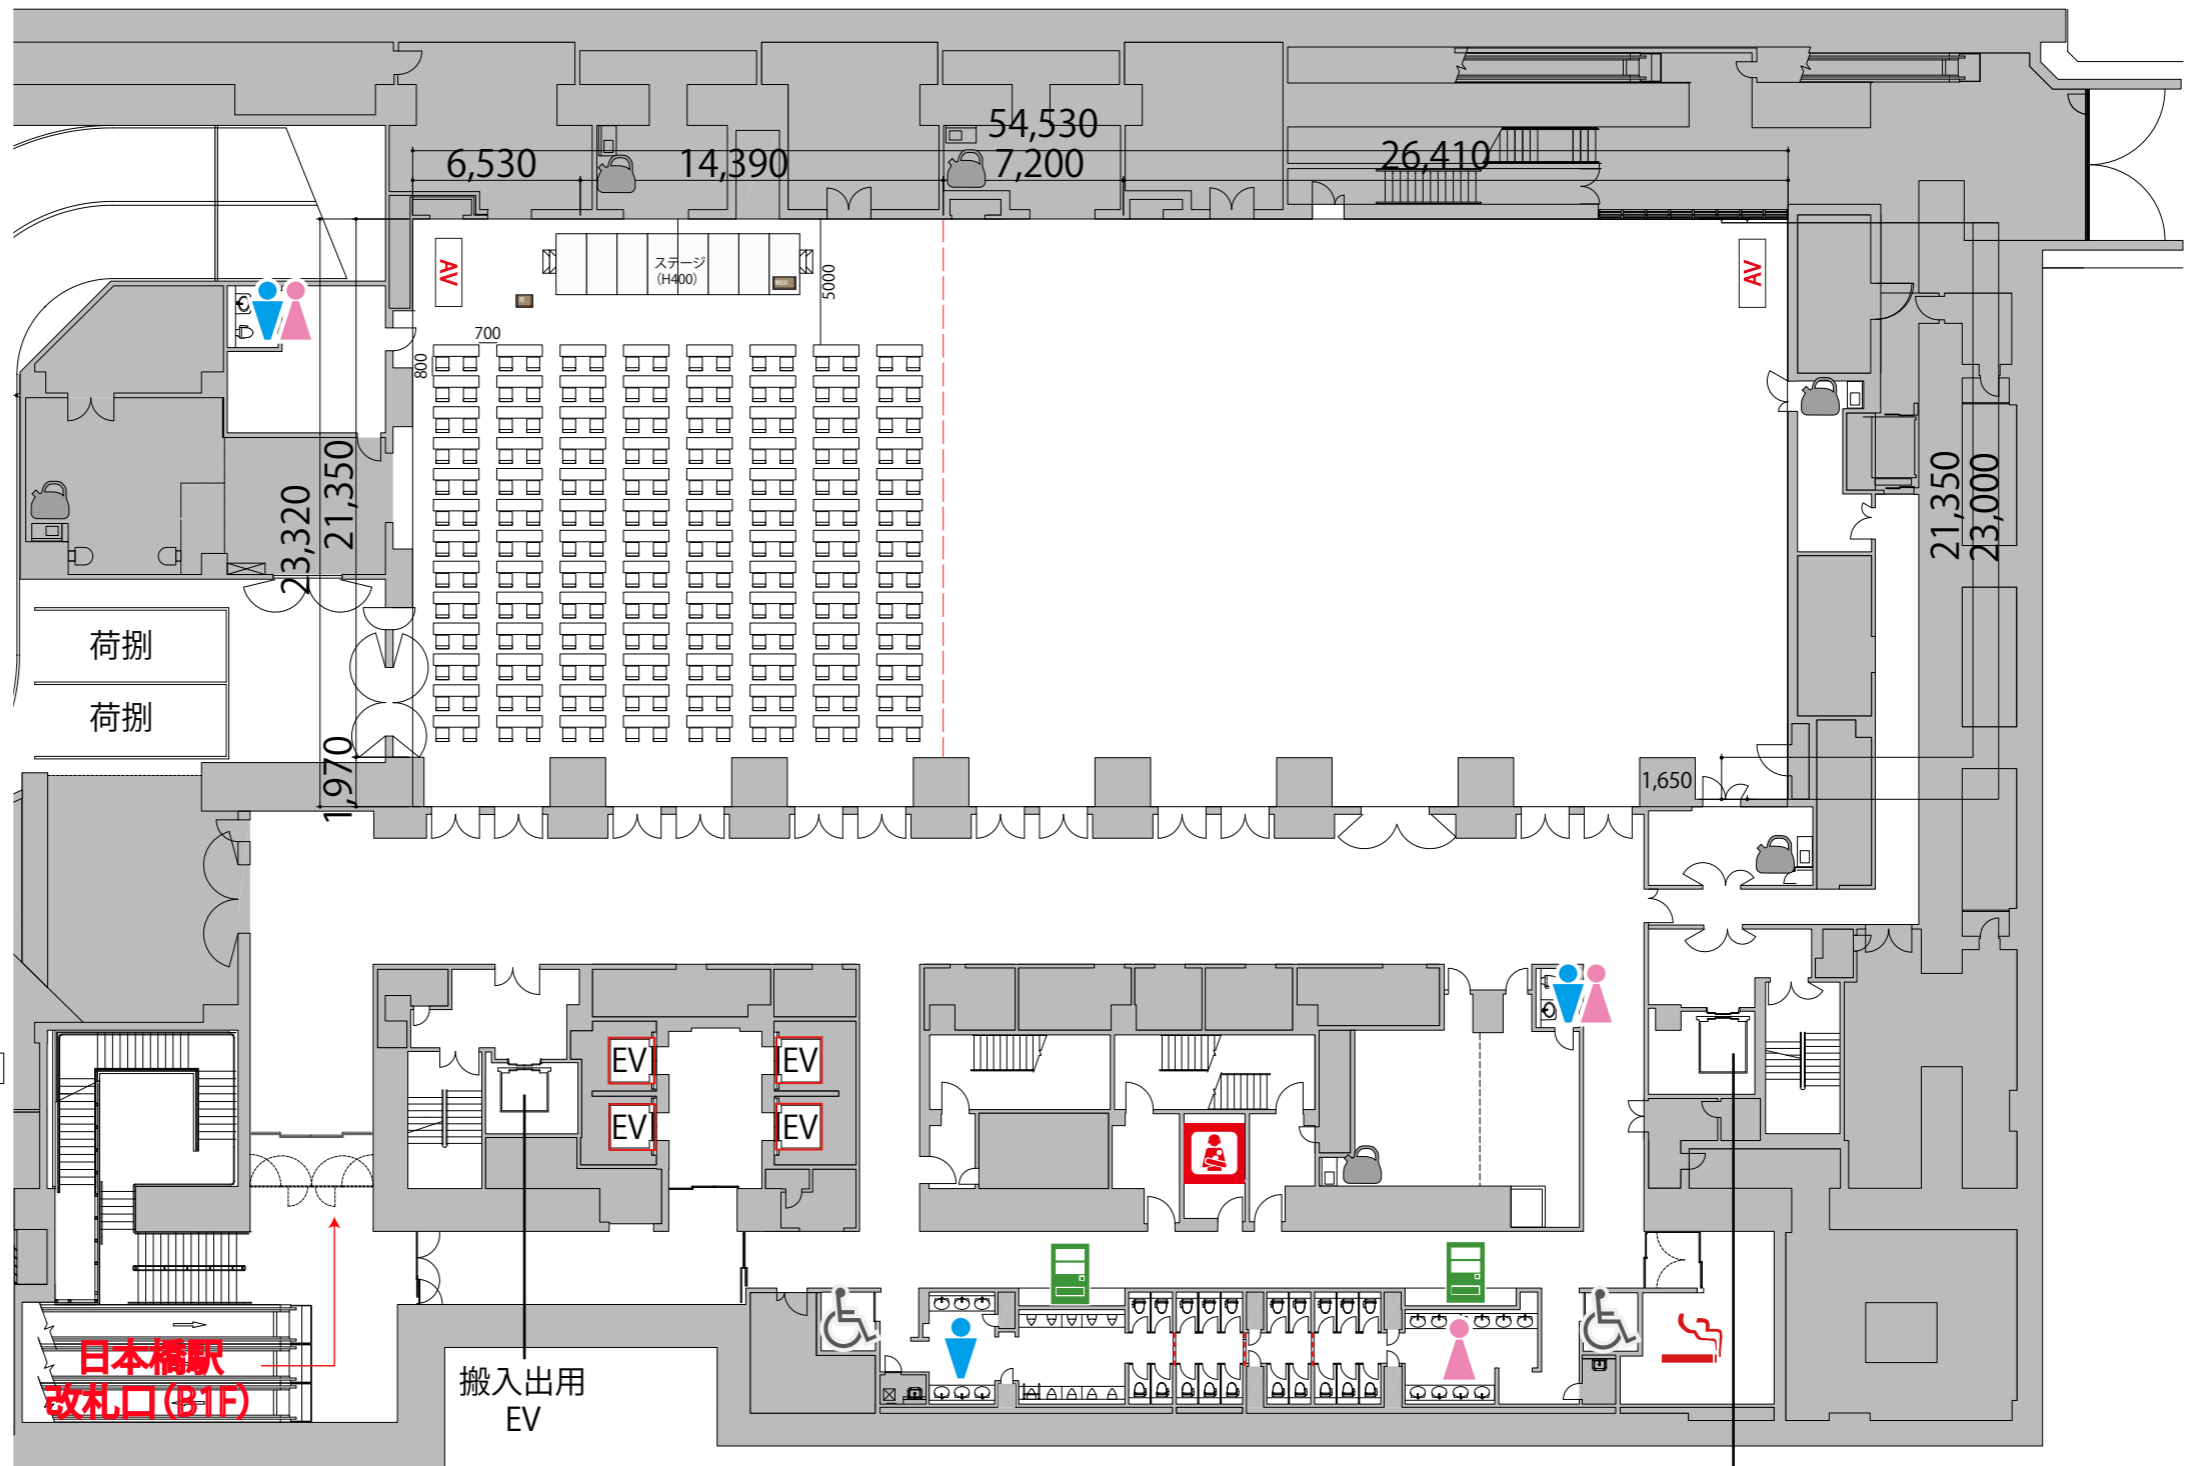 54,530
6,530
14,390
7,200
26,410
AV
ステージ
(H400)
5000
AV
700
800
23,320
21,350
21,350
23,000
荷捌
荷捌
1,970
1,650
EV
EV
EV
EV
日本橋駅
改札口(B1F)
搬入出用
EV